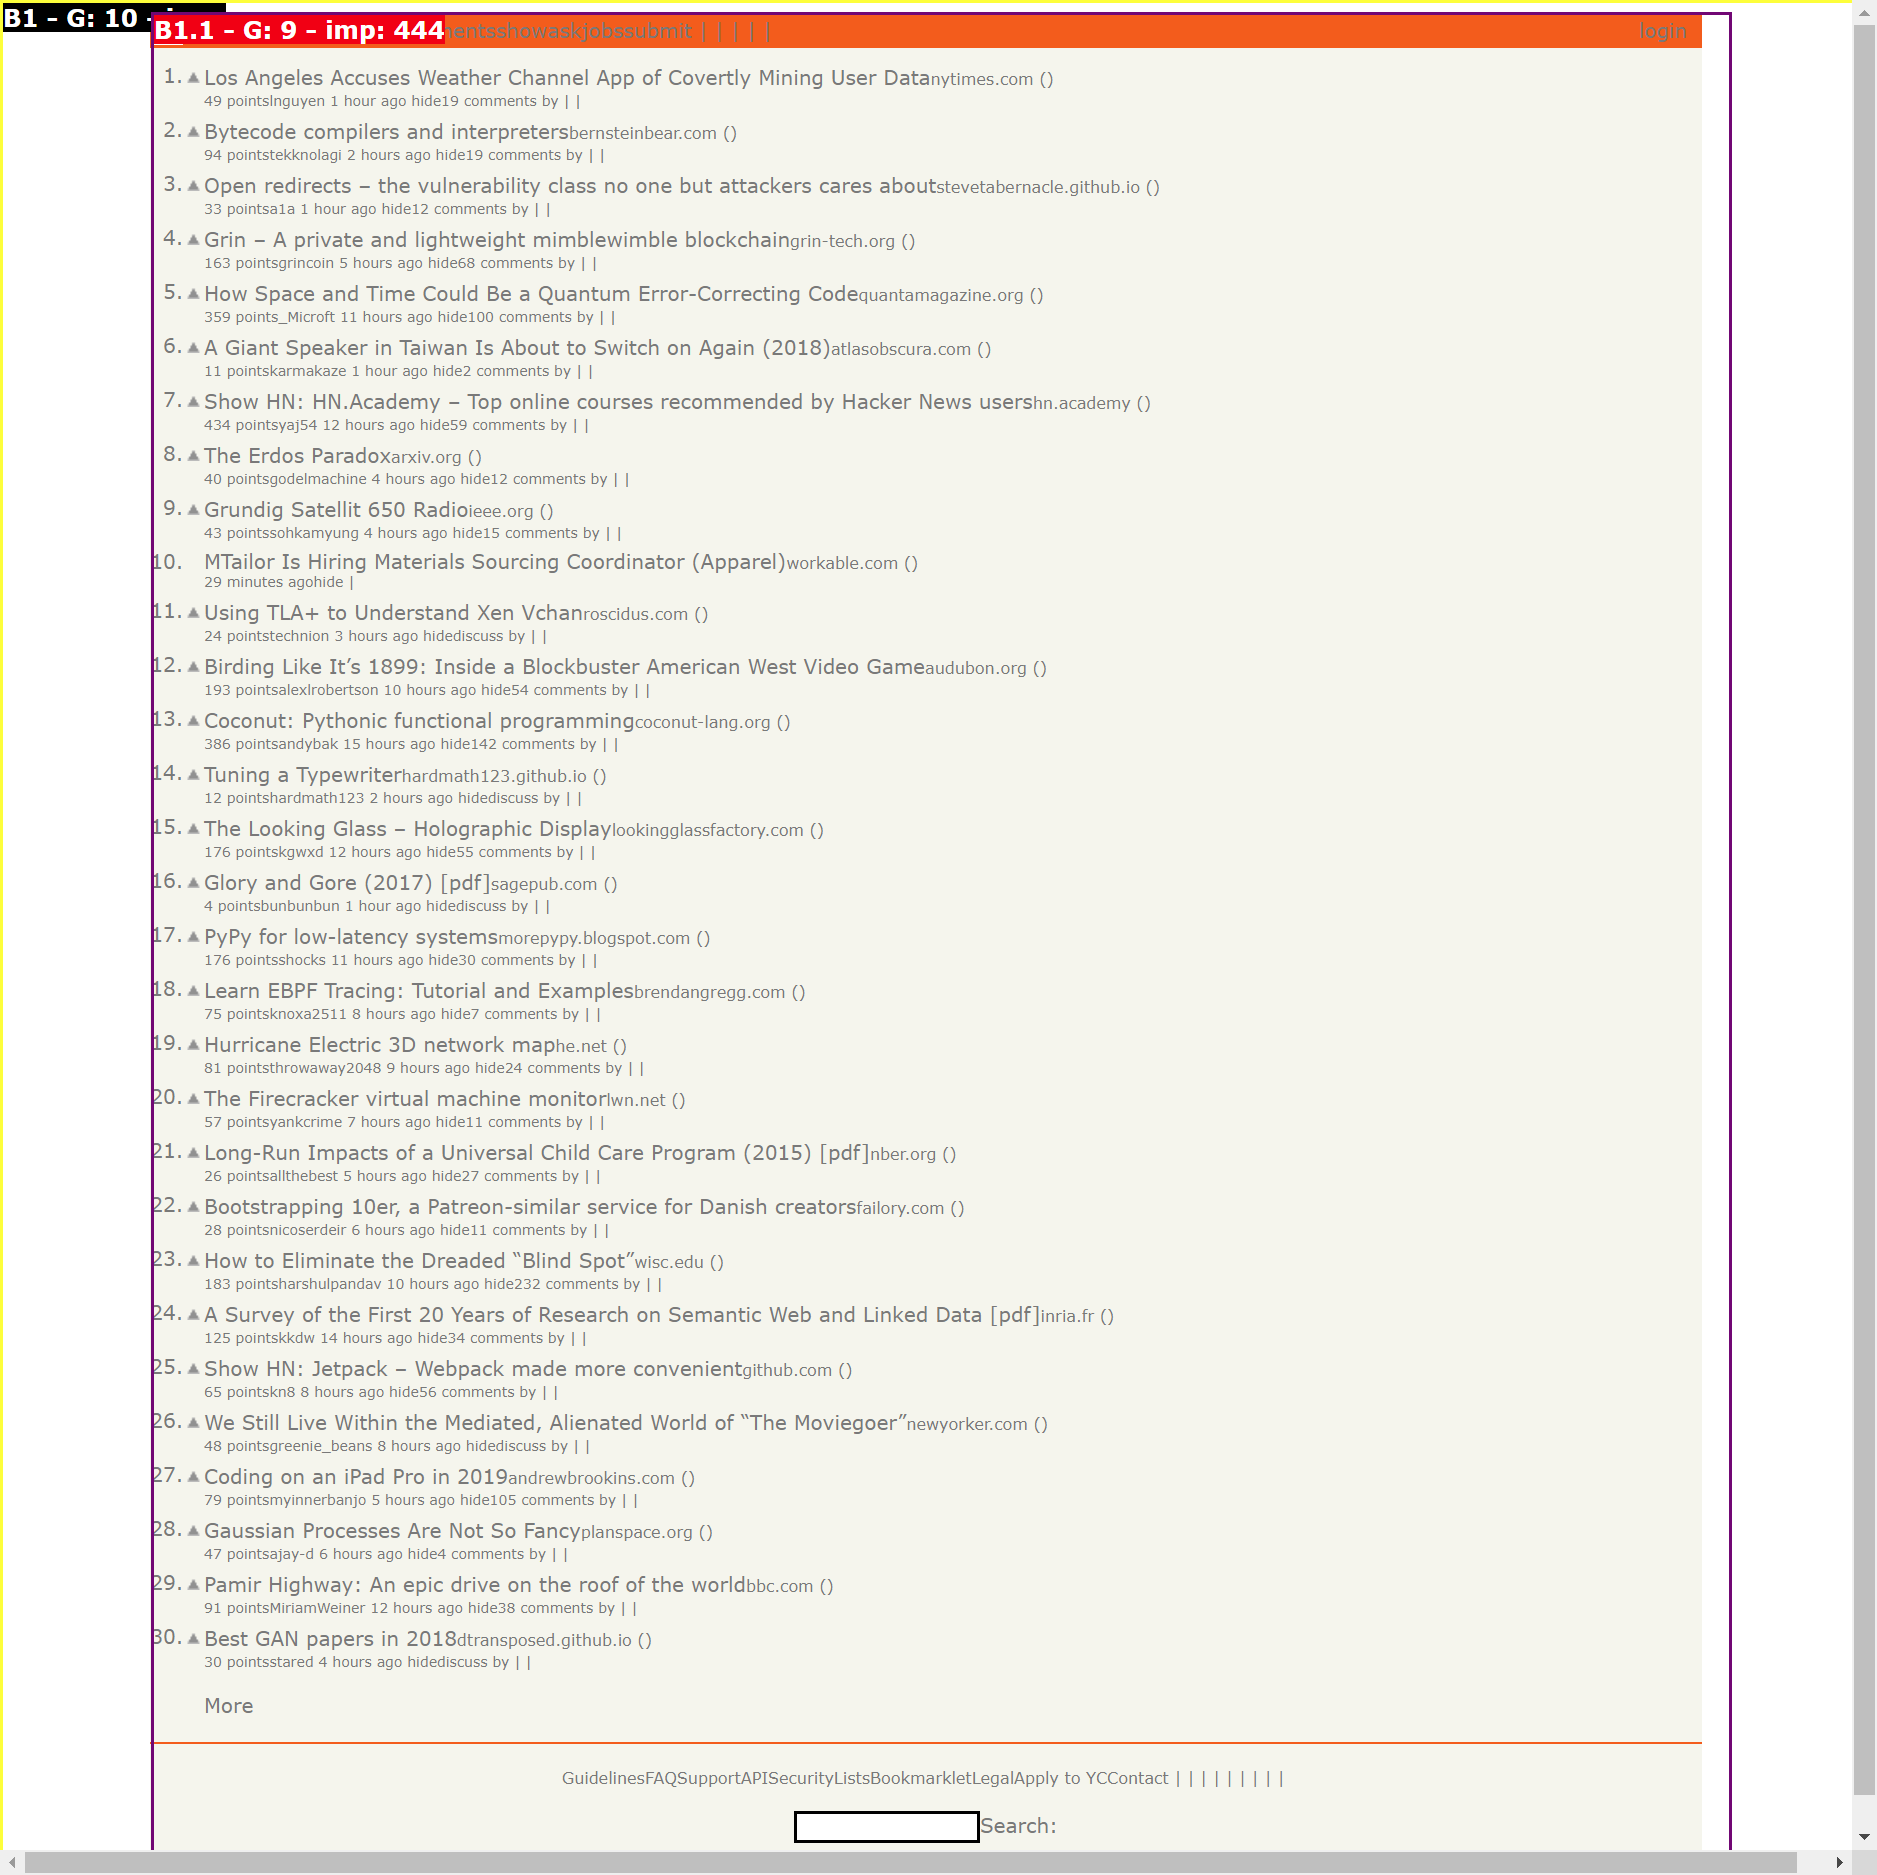 B1 - G: 10 -
B1.1 - G: 9 - imp: 444 entsshowaskjobssubmit | | | | | login
1. Los Angeles Accuses Weather Channel App of Covertly Mining User Datanytimes.com ()
49 pointslnguyen 1 hour ago hide19 comments by | |
2. Bytecode compilers and interpretersbernsteinbear.com ()
94 pointstekknolagi 2 hours ago hide19 comments by | |
3. Open redirects – the vulnerability class no one but attackers cares aboutstevetabernacle.github.io ()
33 pointsa1a 1 hour ago hide12 comments by | |
4. Grin – A private and lightweight mimblewimble blockchaingrin-tech.org ()
163 pointsgrincoin 5 hours ago hide68 comments by | |
5. How Space and Time Could Be a Quantum Error-Correcting Codequantamagazine.org ()
359 points_Microft 11 hours ago hide100 comments by | |
6. A Giant Speaker in Taiwan Is About to Switch on Again (2018)atlasobscura.com ()
11 pointskarmakaze 1 hour ago hide2 comments by | |
7. Show HN: HN.Academy – Top online courses recommended by Hacker News usershn.academy ()
434 pointsyaj54 12 hours ago hide59 comments by | |
8. The Erdos Paradoxarxiv.org ()
40 pointsgodelmachine 4 hours ago hide12 comments by | |
9. Grundig Satellit 650 Radioieee.org ()
43 pointssohkamyung 4 hours ago hide15 comments by | |
10. MTailor Is Hiring Materials Sourcing Coordinator (Apparel)workable.com ()
29 minutes agohide |
11. Using TLA+ to Understand Xen Vchanroscidus.com ()
24 pointstechnion 3 hours ago hidediscuss by | |
12. Birding Like It’s 1899: Inside a Blockbuster American West Video Gameaudubon.org ()
193 pointsalexlrobertson 10 hours ago hide54 comments by | |
13. Coconut: Pythonic functional programmingcoconut-lang.org ()
386 pointsandybak 15 hours ago hide142 comments by | |
14. Tuning a Typewriterhardmath123.github.io ()
12 pointshardmath123 2 hours ago hidediscuss by | |
15. The Looking Glass – Holographic Displaylookingglassfactory.com ()
176 pointskgwxd 12 hours ago hide55 comments by | |
16. Glory and Gore (2017) [pdf]sagepub.com ()
4 pointsbunbunbun 1 hour ago hidediscuss by | |
17. PyPy for low-latency systemsmorepypy.blogspot.com ()
176 pointsshocks 11 hours ago hide30 comments by | |
18. Learn EBPF Tracing: Tutorial and Examplesbrendangregg.com ()
75 pointsknoxa2511 8 hours ago hide7 comments by | |
19. Hurricane Electric 3D network maphe.net ()
81 pointsthrowaway2048 9 hours ago hide24 comments by | |
20. The Firecracker virtual machine monitorlwn.net ()
57 pointsyankcrime 7 hours ago hide11 comments by | |
21. Long-Run Impacts of a Universal Child Care Program (2015) [pdf]nber.org ()
26 pointsallthebest 5 hours ago hide27 comments by | |
22. Bootstrapping 10er, a Patreon-similar service for Danish creatorsfailory.com ()
28 pointsnicoserdeir 6 hours ago hide11 comments by | |
23. How to Eliminate the Dreaded “Blind Spot”wisc.edu ()
183 pointsharshulpandav 10 hours ago hide232 comments by | |
24. A Survey of the First 20 Years of Research on Semantic Web and Linked Data [pdf]inria.fr ()
125 pointskkdw 14 hours ago hide34 comments by | |
25. Show HN: Jetpack – Webpack made more convenientgithub.com ()
65 pointskn8 8 hours ago hide56 comments by | |
26. We Still Live Within the Mediated, Alienated World of “The Moviegoer”newyorker.com ()
48 pointsgreenie_beans 8 hours ago hidediscuss by | |
27. Coding on an iPad Pro in 2019andrewbrookins.com ()
79 pointsmyinnerbanjo 5 hours ago hide105 comments by | |
28. Gaussian Processes Are Not So Fancyplanspace.org ()
47 pointsajay-d 6 hours ago hide4 comments by | |
29. Pamir Highway: An epic drive on the roof of the worldbbc.com ()
91 pointsMiriamWeiner 12 hours ago hide38 comments by | |
30. Best GAN papers in 2018dtransposed.github.io ()
30 pointsstared 4 hours ago hidediscuss by | |
More
GuidelinesFAQSupportAPISecurityListsBookmarkletLegalApply to YCContact | | | | | | | | |
Search: